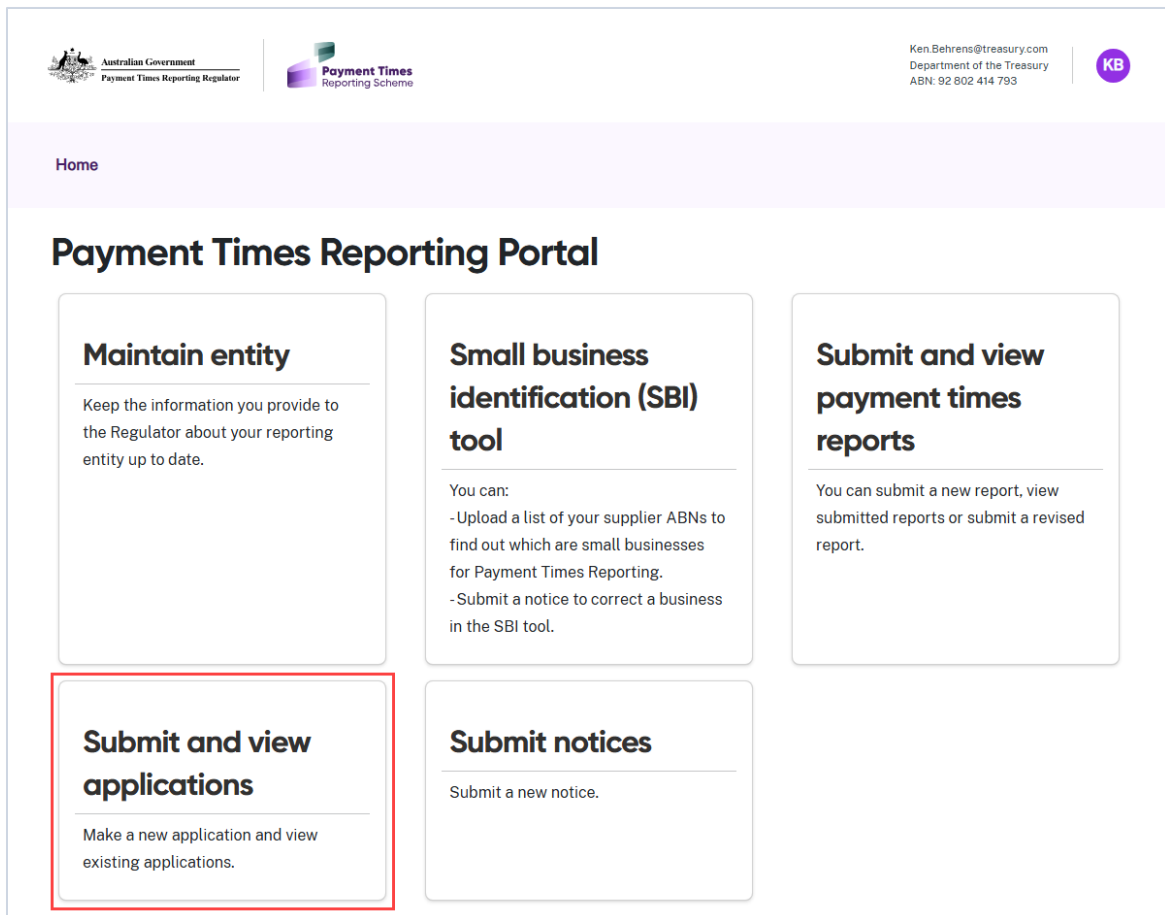 Australian Government
Payment Times Reporting Regulator
Payment Times
Reporting Scheme
Ken.Behrens@treasury.com
Department of the Treasury
ABN: 92 802 414 793
KB
Home
Payment Times Reporting Portal
Maintain entity
Keep the information you provide to
the Regulator about your reporting
entity up to date.
Small business
identification (SBI)
tool
You can:
- Upload a list of your supplier ABNs to
find out which are small businesses
for Payment Times Reporting.
- Submit a notice to correct a business
in the SBI tool.
Submit and view
payment times
reports
You can submit a new report, view
submitted reports or submit a revised
report.
Submit and view
applications
Make a new application and view
existing applications.
Submit notices
Submit a new notice.